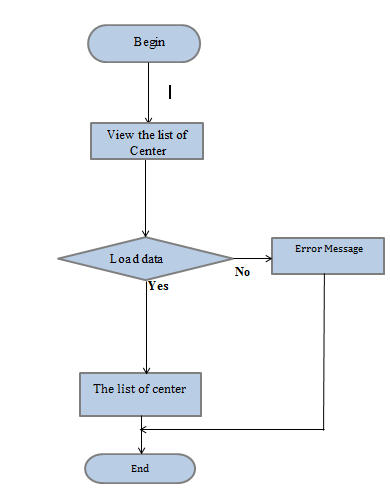 Begin
View the list of
Center
Load data
Error Message
No
Yes
The list of center
End